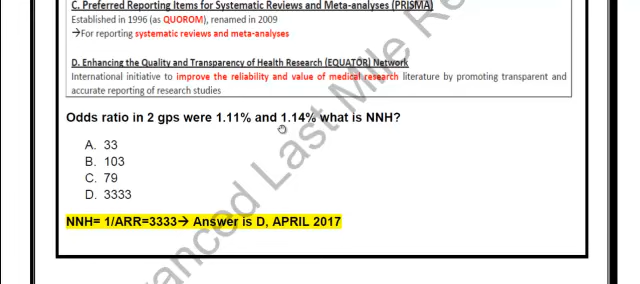 C. Preferred Reporting Items for Systematic Reviews and Meta-analyses (PRISMA)
Established in 1996 (as QUOROM), renamed in 2009
→For reporting systematic reviews and meta-analyses
D. Enhancing the Quality and Transparency of Health Research (EQUATOR) Network
International initiative to improve the reliability and value of medical research literature by promoting transparent and
accurate reporting of research studies
Odds ratio in 2 gps were 1.11% and 1.14% what is NNH?
A. 33
B. 103
C. 79
D. 3333
NNH= 1/ARR=3333→ Answer is D, APRIL 2017
anced Last Mile Re